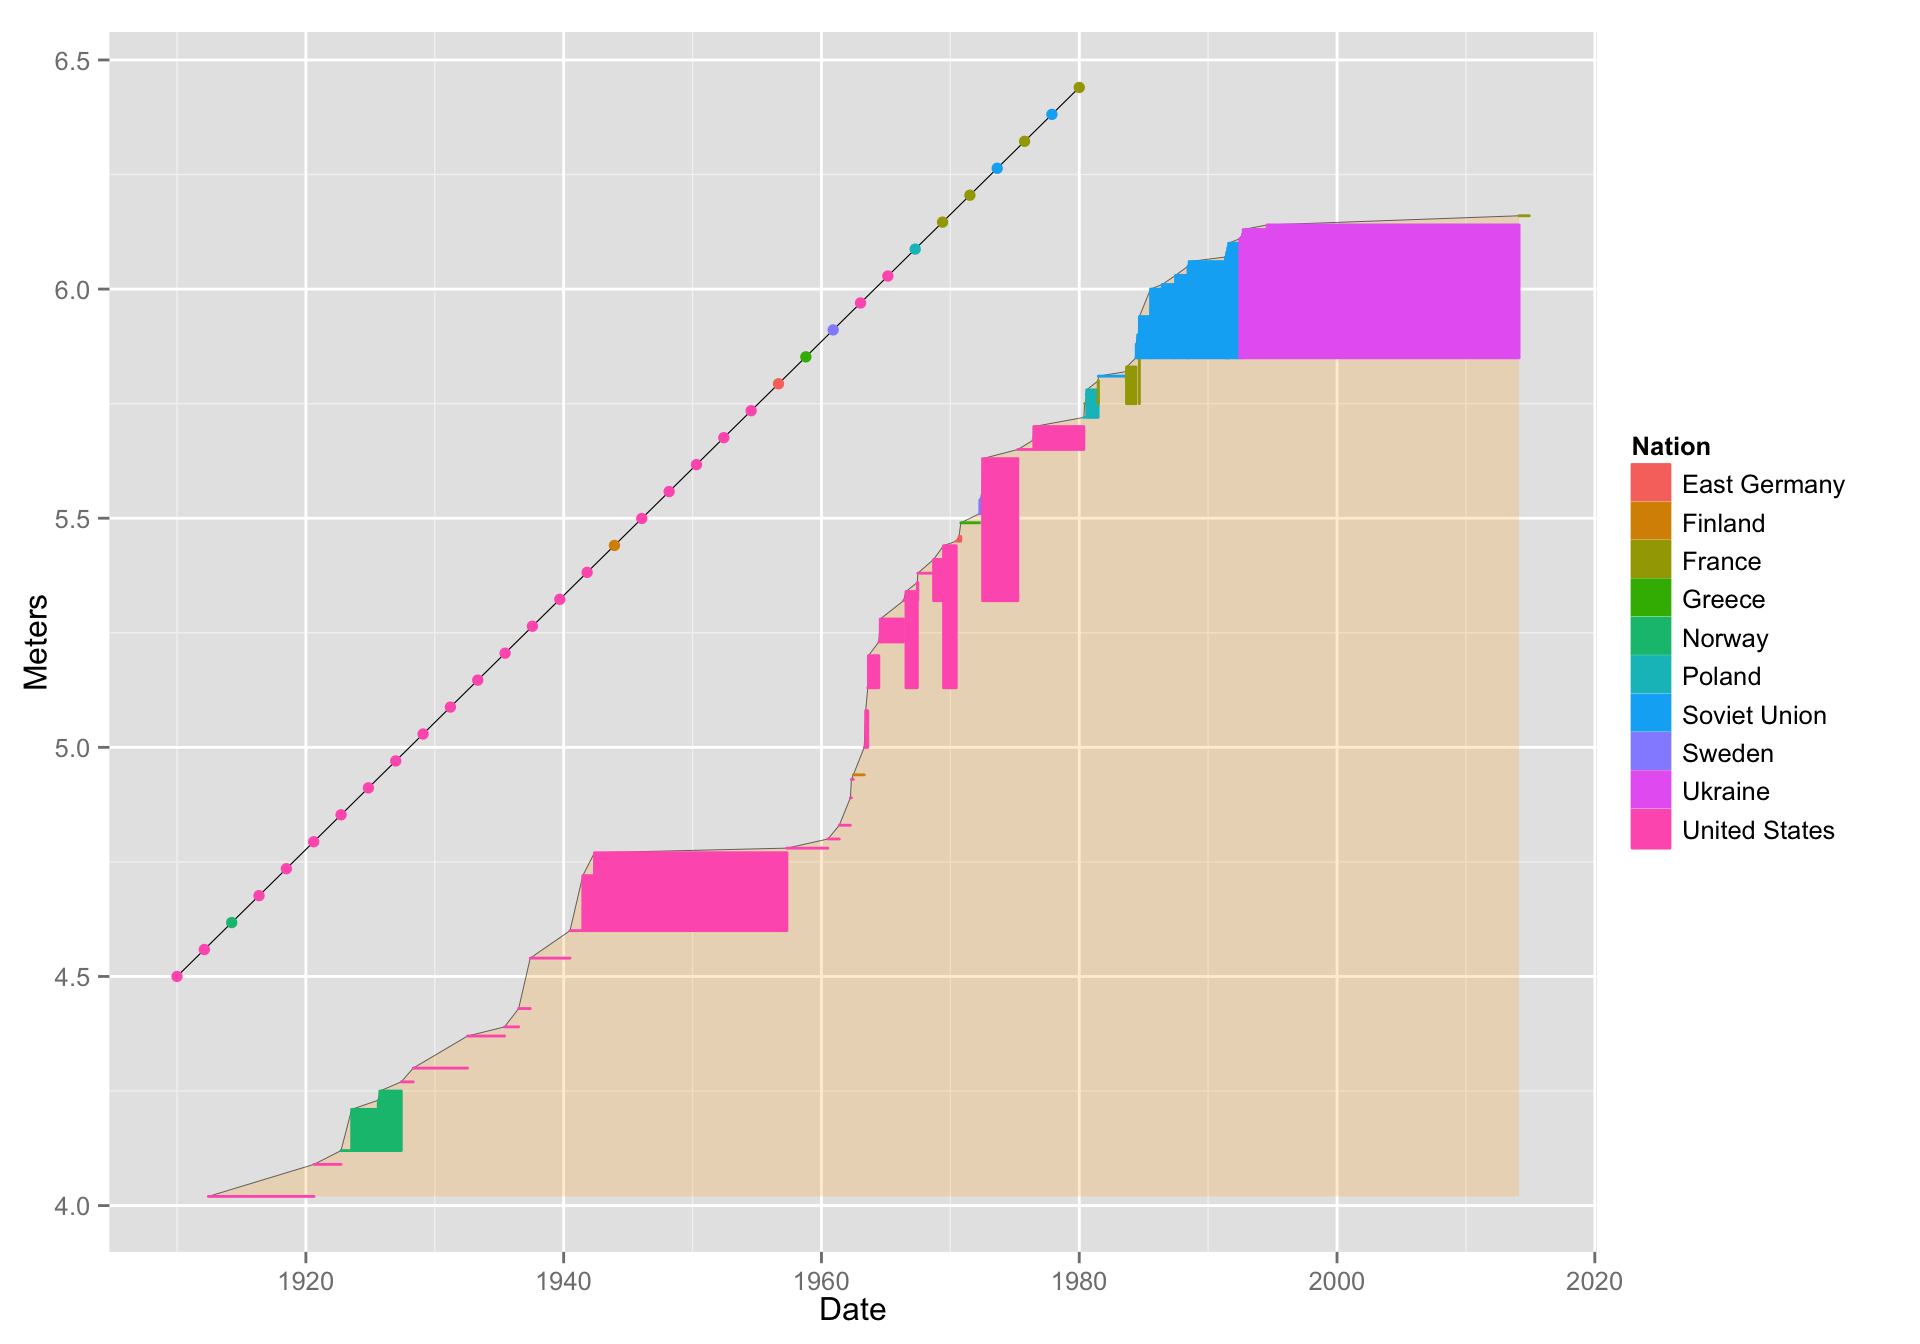 6.5
6.0
5.5
5.0
4.5
4.0
Meters
1920 1940 1960 1980 2000 2020
Date
Nation
East Germany
Finland
France
Greece
Norway
Poland
Soviet Union
Sweden
Ukraine
United States